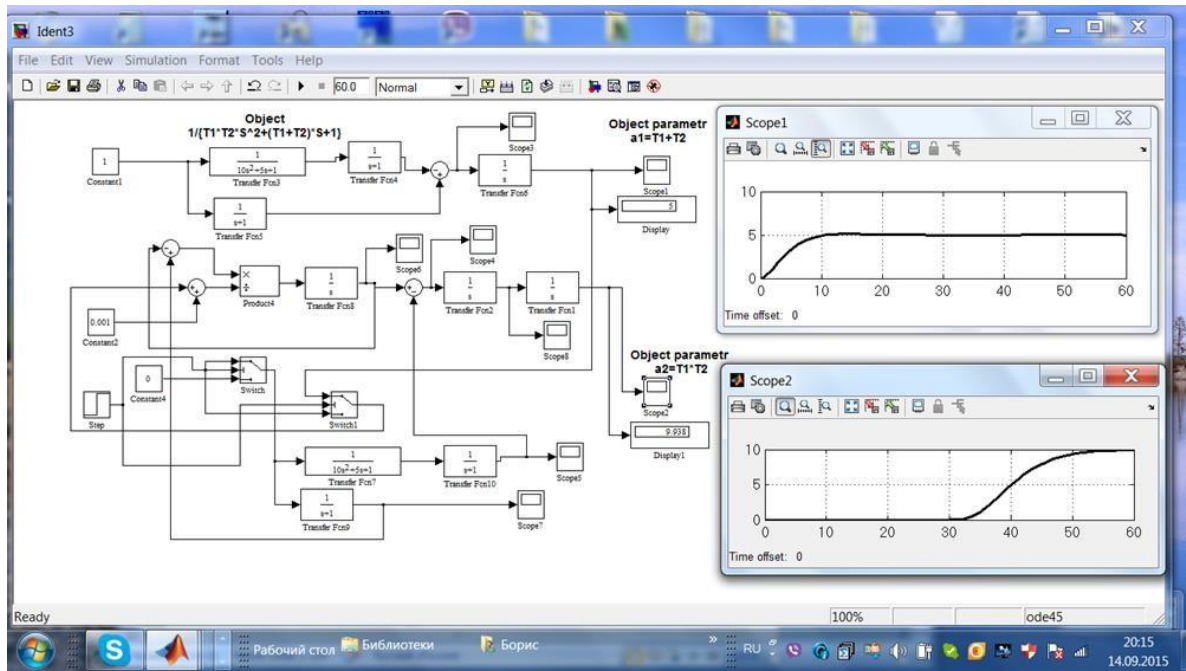 Ident3
File Edit View Simulation Format Tools Help
60.0 Normal
Object
1/{T1*T2*S^2+(T1+T2)*S+1}
1
Constant1
1
10s²+5s+1
Transfer Fcn3
1
s+1
Transfer Fcn4
Scope3
1
s
Transfer Fcn6
1
s+1
Transfer Fcn5
Object parametr
a1=T1+T2
Scope1
5
Display
Scope6
Scope4
×
÷
Product4
1
s
Transfer Fcn8
1
s
Transfer Fcn2
1
s
Transfer Fcn1
Scope8
0.001
Constant2
0
Constant4
Switch
Step
Switch1
Object parametr
a2=T1*T2
Scope2
9.938
Display1
1
10s²+5s+1
Transfer Fcn7
1
s+1
Transfer Fcn10
Scope5
1
s+1
Transfer Fcn9
Scope7
Scope1
10
5
0
0 10 20 30 40 50 60
Time offset: 0
Scope2
10
5
0
0 10 20 30 40 50 60
Time offset: 0
Ready 100% ode45
Рабочий стол Библиотеки Борис » RU 20:15
14.09.2015